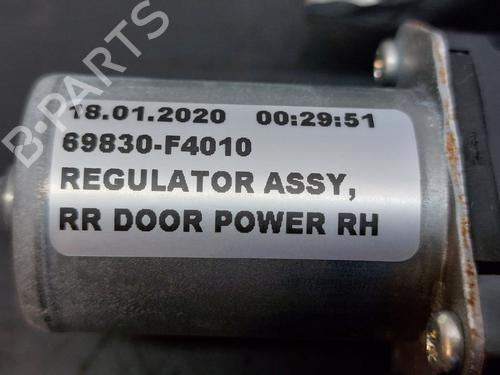 B-PARTS
18.01.2020 00:29:51
69830-F4010
REGULATOR ASSY,
RR DOOR POWER RH